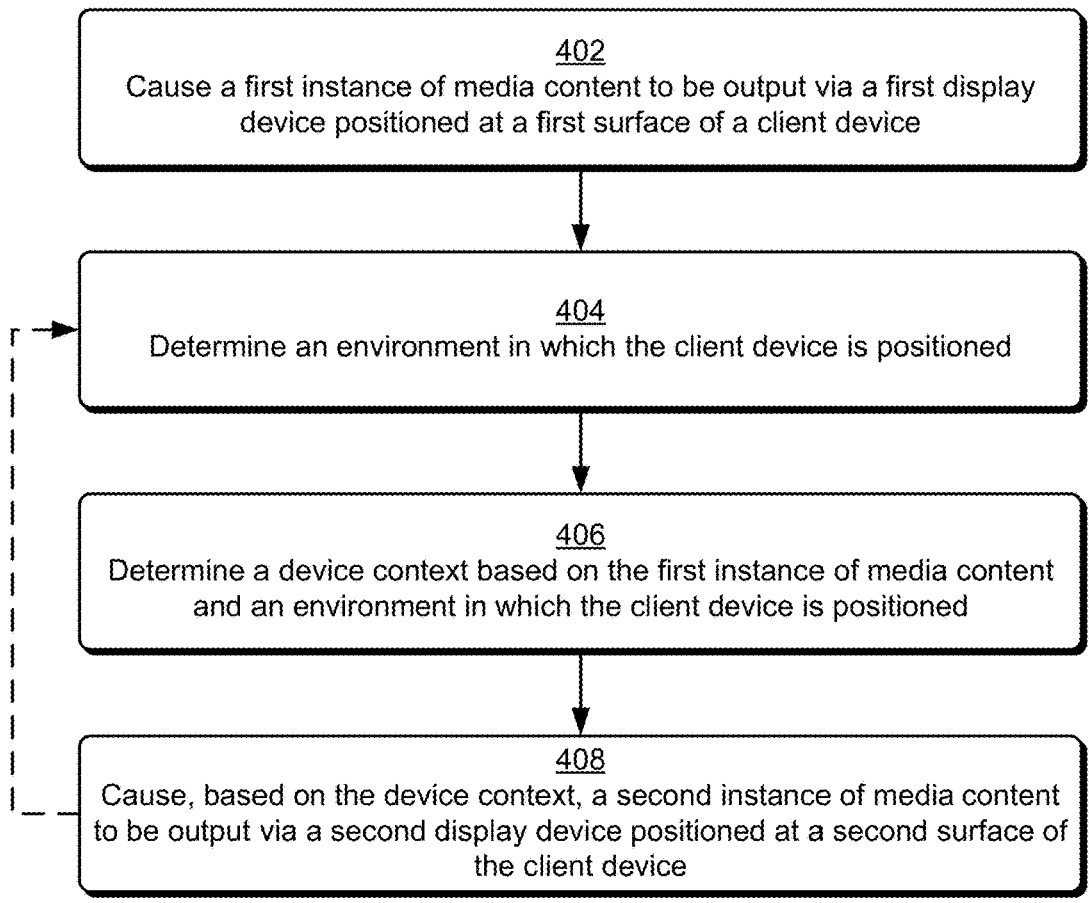 402
Cause a first instance of media content to be output via a first display
device positioned at a first surface of a client device
404
Determine an environment in which the client device is positioned
406
Determine a device context based on the first instance of media content
and an environment in which the client device is positioned
408
Cause, based on the device context, a second instance of media content
to be output via a second display device positioned at a second surface of
the client device